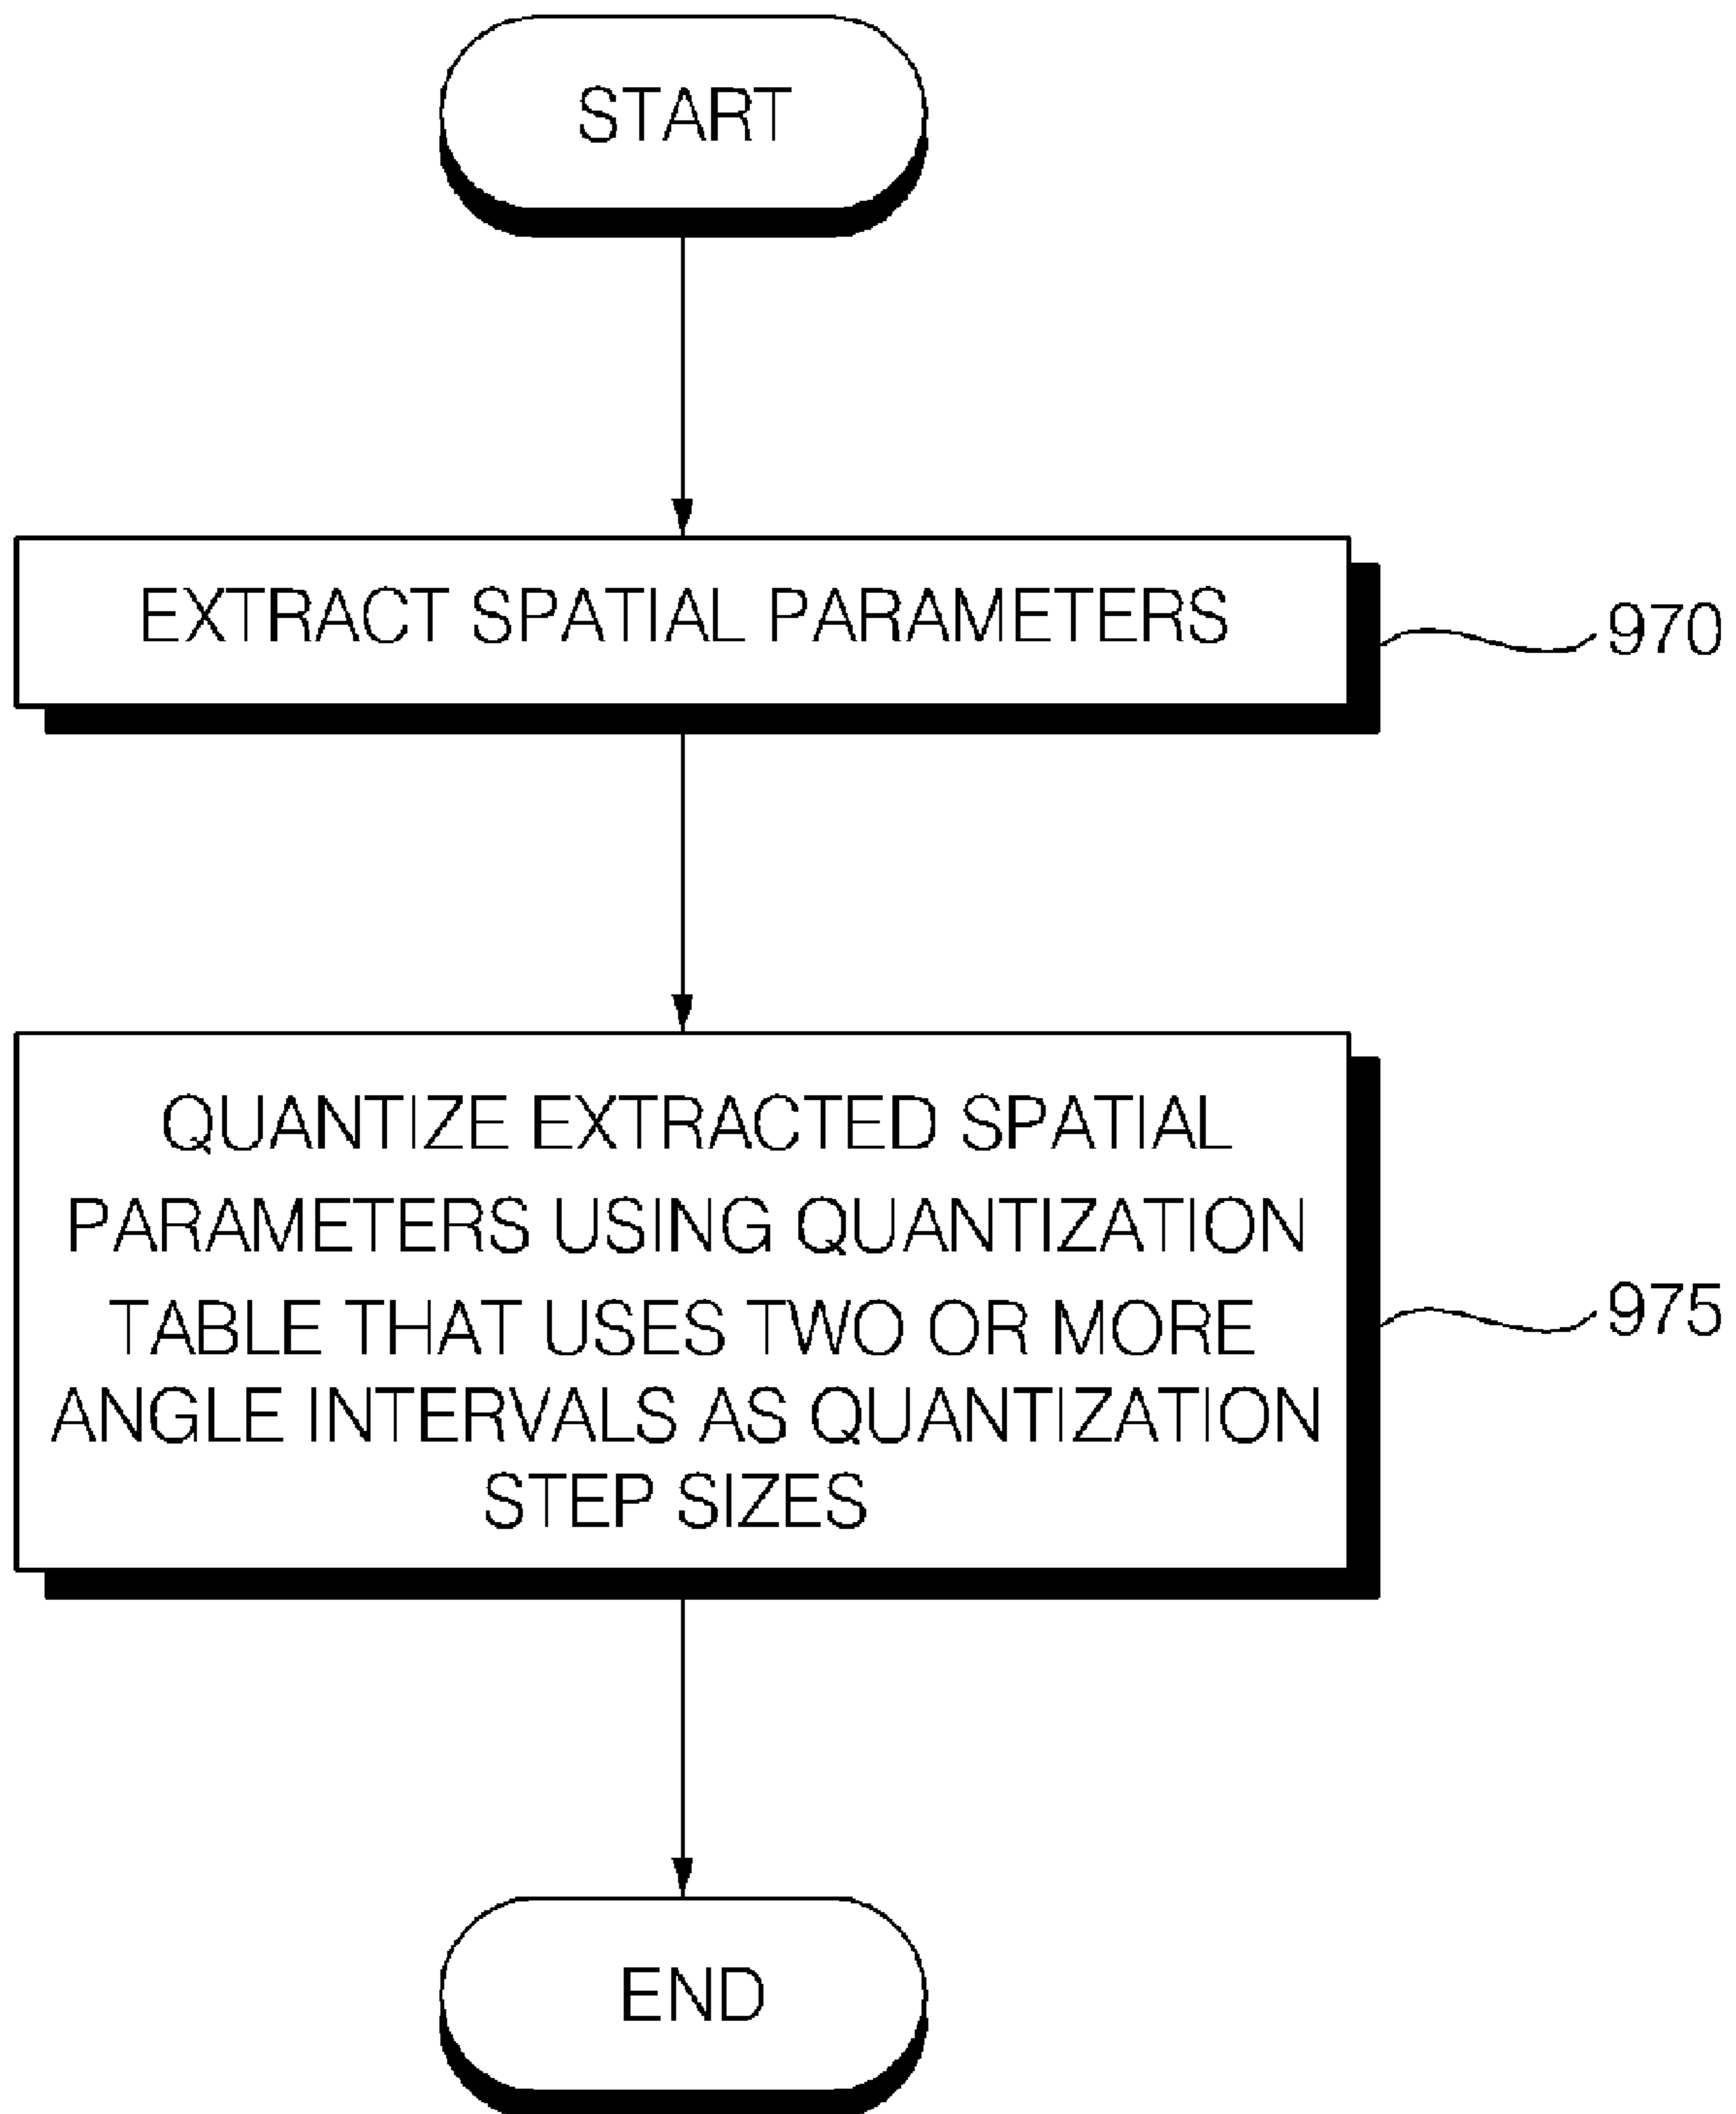 START
EXTRACT SPATIAL PARAMETERS
970
QUANTIZE EXTRACTED SPATIAL
PARAMETERS USING QUANTIZATION
TABLE THAT USES TWO OR MORE
ANGLE INTERVALS AS QUANTIZATION
STEP SIZES
975
END